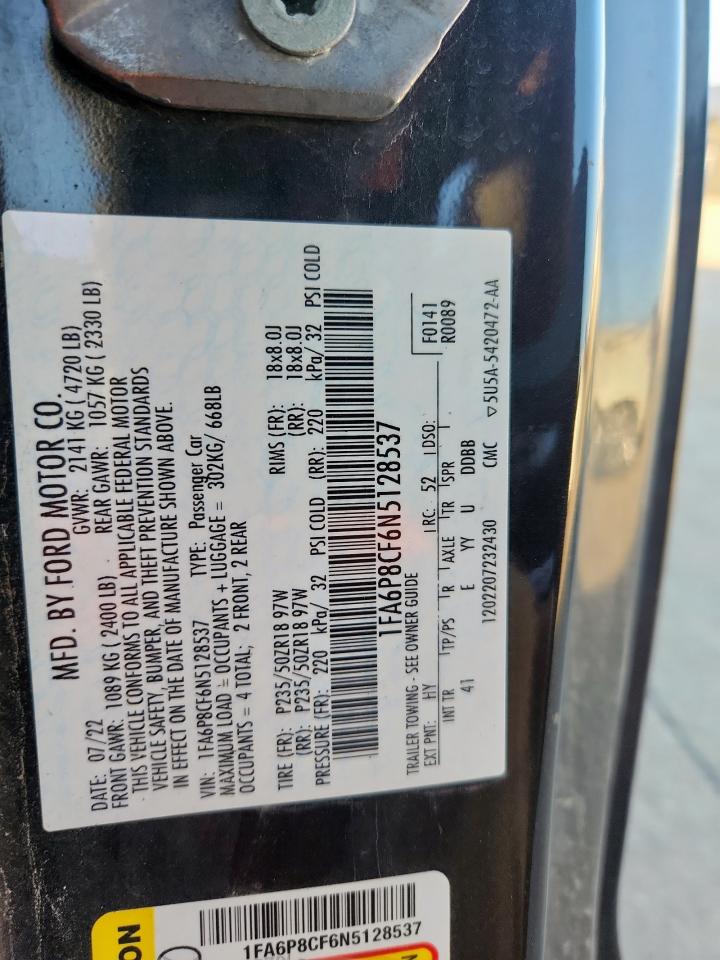 MFD. BY FORD MOTOR CO.
DATE: 07/22 GVWR: 2141 KG ( 4720 LB)
FRONT GAWR: 1089 KG ( 2400 LB) REAR GAWR: 1057 KG ( 2330 LB)
THIS VEHICLE CONFORMS TO ALL APPLICABLE FEDERAL MOTOR
VEHICLE SAFETY, BUMPER, AND THEFT PREVENTION STANDARDS
IN EFFECT ON THE DATE OF MANUFACTURE SHOWN ABOVE.
VIN: 1FA6P8CF6N5128537 TYPE: Passenger Car
MAXIMUM LOAD = OCCUPANTS + LUGGAGE = 302KG/ 668LB
OCCUPANTS = 4 TOTAL; 2 FRONT, 2 REAR
TIRE (FR): P235/50ZR18 97W RIMS (FR): 18x8.0J
(RR): P235/50ZR18 97W (RR): 18x8.0J
PRESSURE (FR): 220 kPa/ 32 PSI COLD (RR): 220 kPa/ 32 PSI COLD
1FA6P8CF6N5128537
TRAILER TOWING - SEE OWNER GUIDE F0141
EXT PNT: HY RC: 52 DSO: R0089
INT TR TP/PS R AXLE TR SPR
41 E YY U DDBB
1202207232430 CMC ▽5U5A-5420472-AA
1FA6P8CF6N5128537